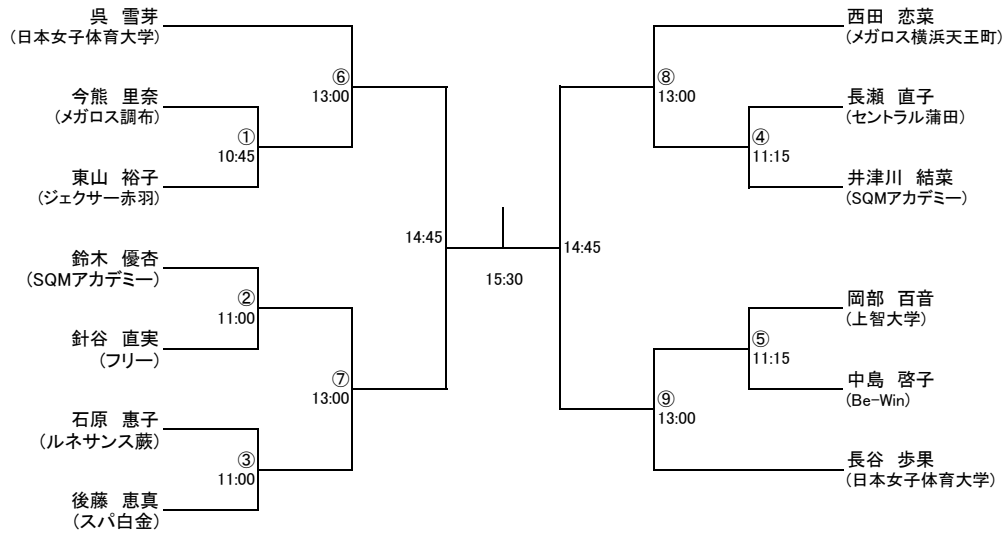 呉　雪芽
(日本女子体育大学)
⑥
13:00
今熊　里奈
(メガロス調布)
①
10:45
東山　裕子
(ジェクサー赤羽)
14:45
鈴木　優杏
(SQMアカデミー)
②
11:00
針谷　直実
(フリー)
⑦
13:00
石原　惠子
(ルネサンス蕨)
③
11:00
後藤　恵真
(スパ白金)
15:30
西田　恋菜
(メガロス横浜天王町)
⑧
13:00
長瀬　直子
(セントラル蒲田)
④
11:15
井津川　結菜
(SQMアカデミー)
14:45
岡部　百音
(上智大学)
⑤
11:15
中島　啓子
(Be-Win)
⑨
13:00
長谷　歩果
(日本女子体育大学)